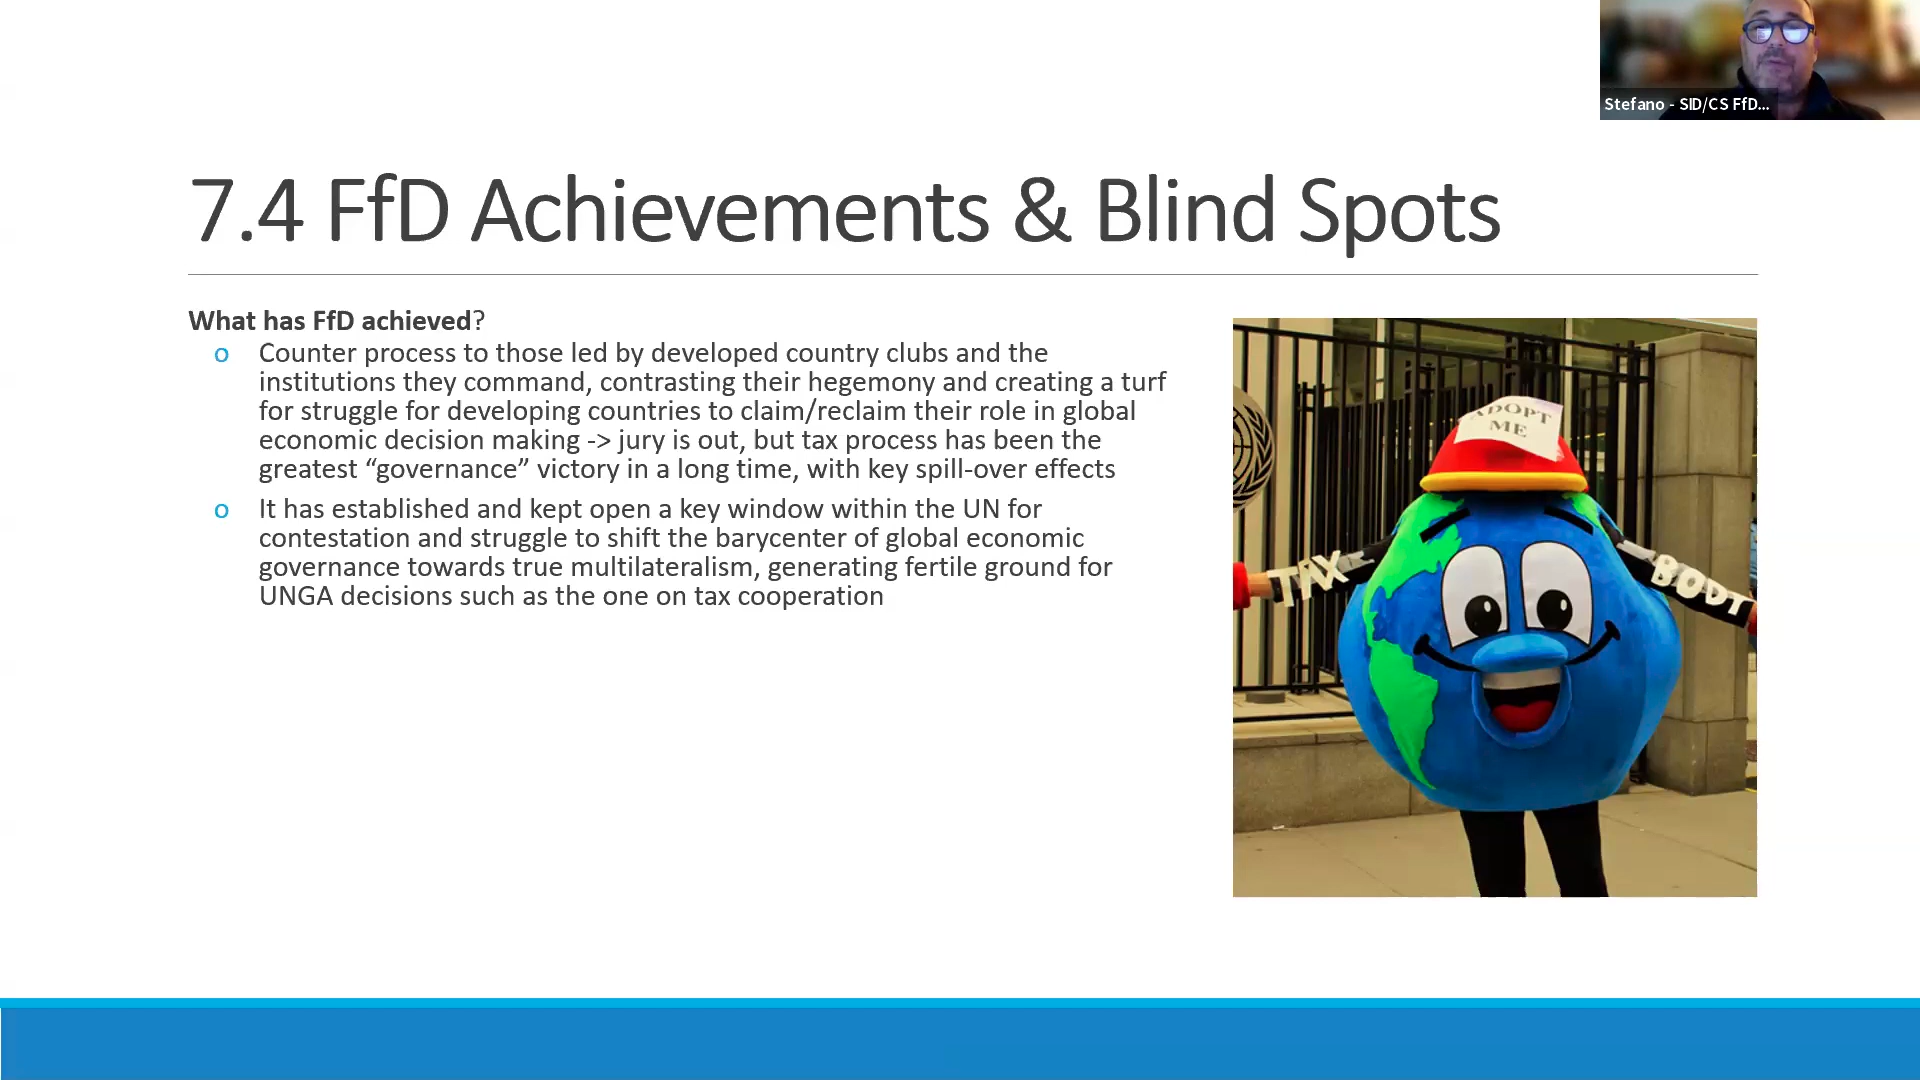 Stefano - SID/CS FfD...
7.4 FfD Achievements & Blind Spots
What has FfD achieved?
o Counter process to those led by developed country clubs and the
institutions they command, contrasting their hegemony and creating a turf
for struggle for developing countries to claim/reclaim their role in global
economic decision making -> jury is out, but tax process has been the
greatest “governance” victory in a long time, with key spill-over effects
o It has established and kept open a key window within the UN for
contestation and struggle to shift the barycenter of global economic
governance towards true multilateralism, generating fertile ground for
UNGA decisions such as the one on tax cooperation
ADOPT
ME
TAX
BODY